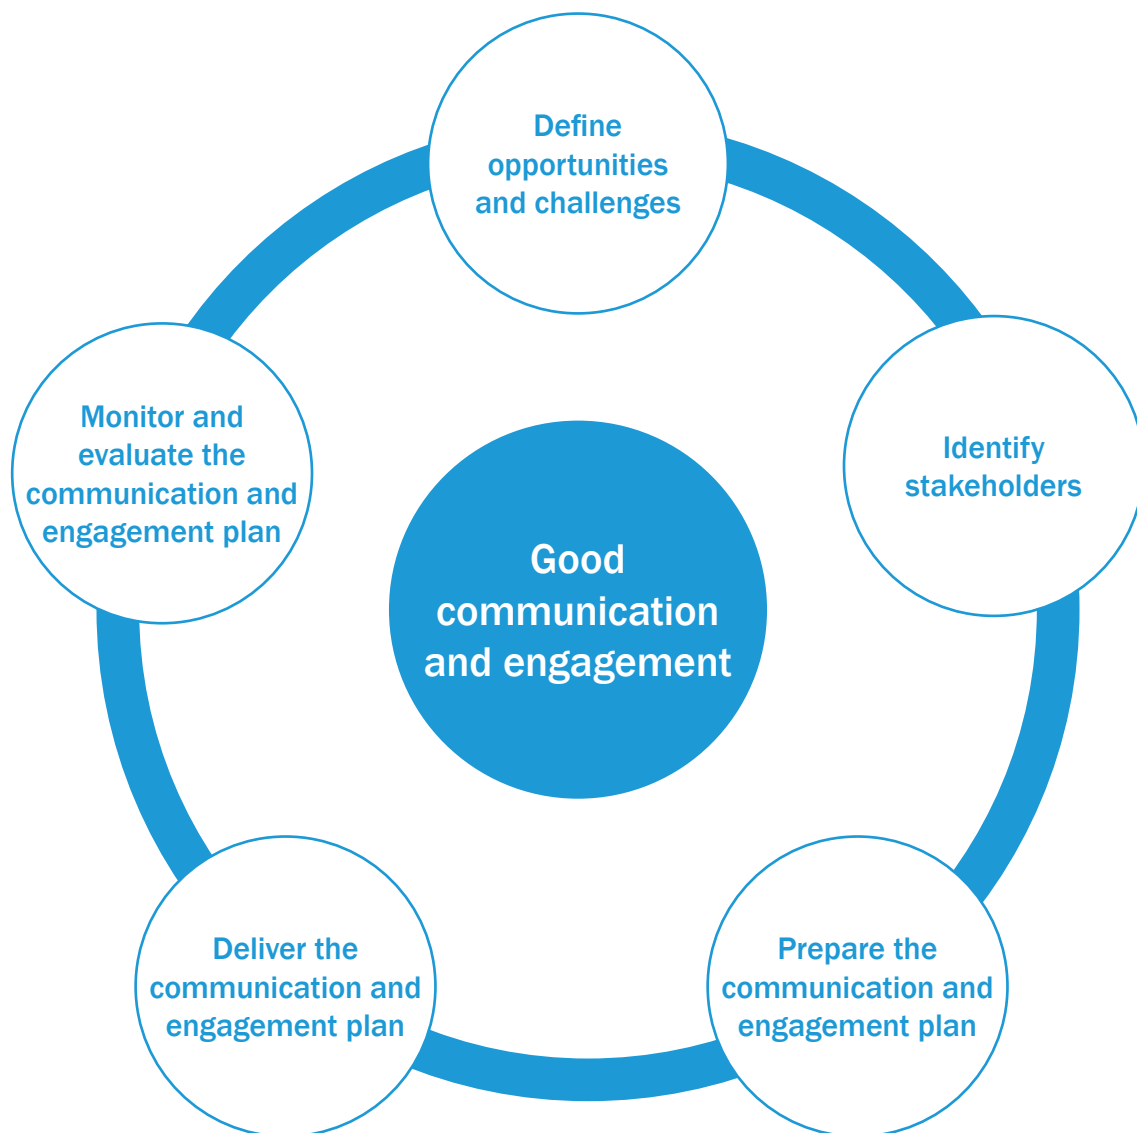 Define
opportunities
and challenges
Identify
stakeholders
Prepare the
communication and
engagement plan
Deliver the
communication and
engagement plan
Monitor and
evaluate the
communication and
engagement plan
Good
communication
and engagement